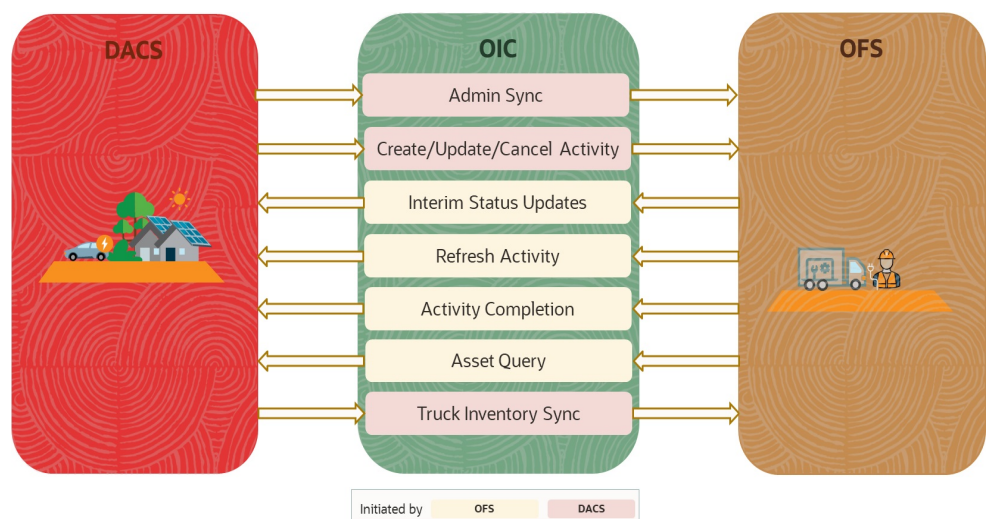 DACS
OIC
OFS
Admin Sync
Create/Update/Cancel Activity
Interim Status Updates
Refresh Activity
Activity Completion
Asset Query
Truck Inventory Sync
Initiated by OFS DACS